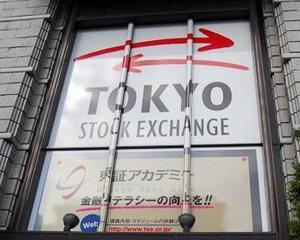 TOKYO
STOCK EXCHANGE
東証アカデミー
金融リテラシーの向上を!!
Web
http://www.tse.or.jp/